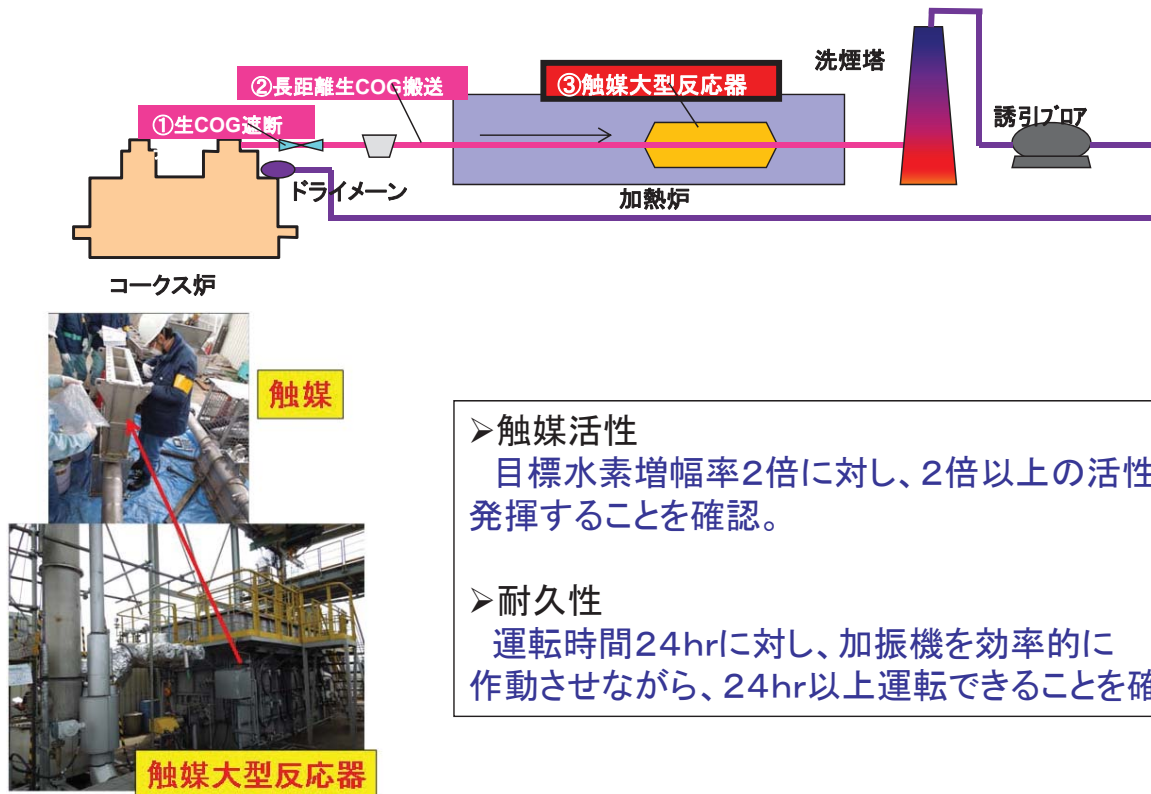 洗煙塔
②長距離生COG搬送
③触媒大型反応器
①生COG遮断
誘引ブロア
ドライメーン
加熱炉
コークス炉
触媒
➢触媒活性
目標水素増幅率2倍に対し、2倍以上の活性
発揮することを確認。
➢耐久性
運転時間24hrに対し、加振機を効率的に
作動させながら、24hr以上運転できることを確
触媒大型反応器